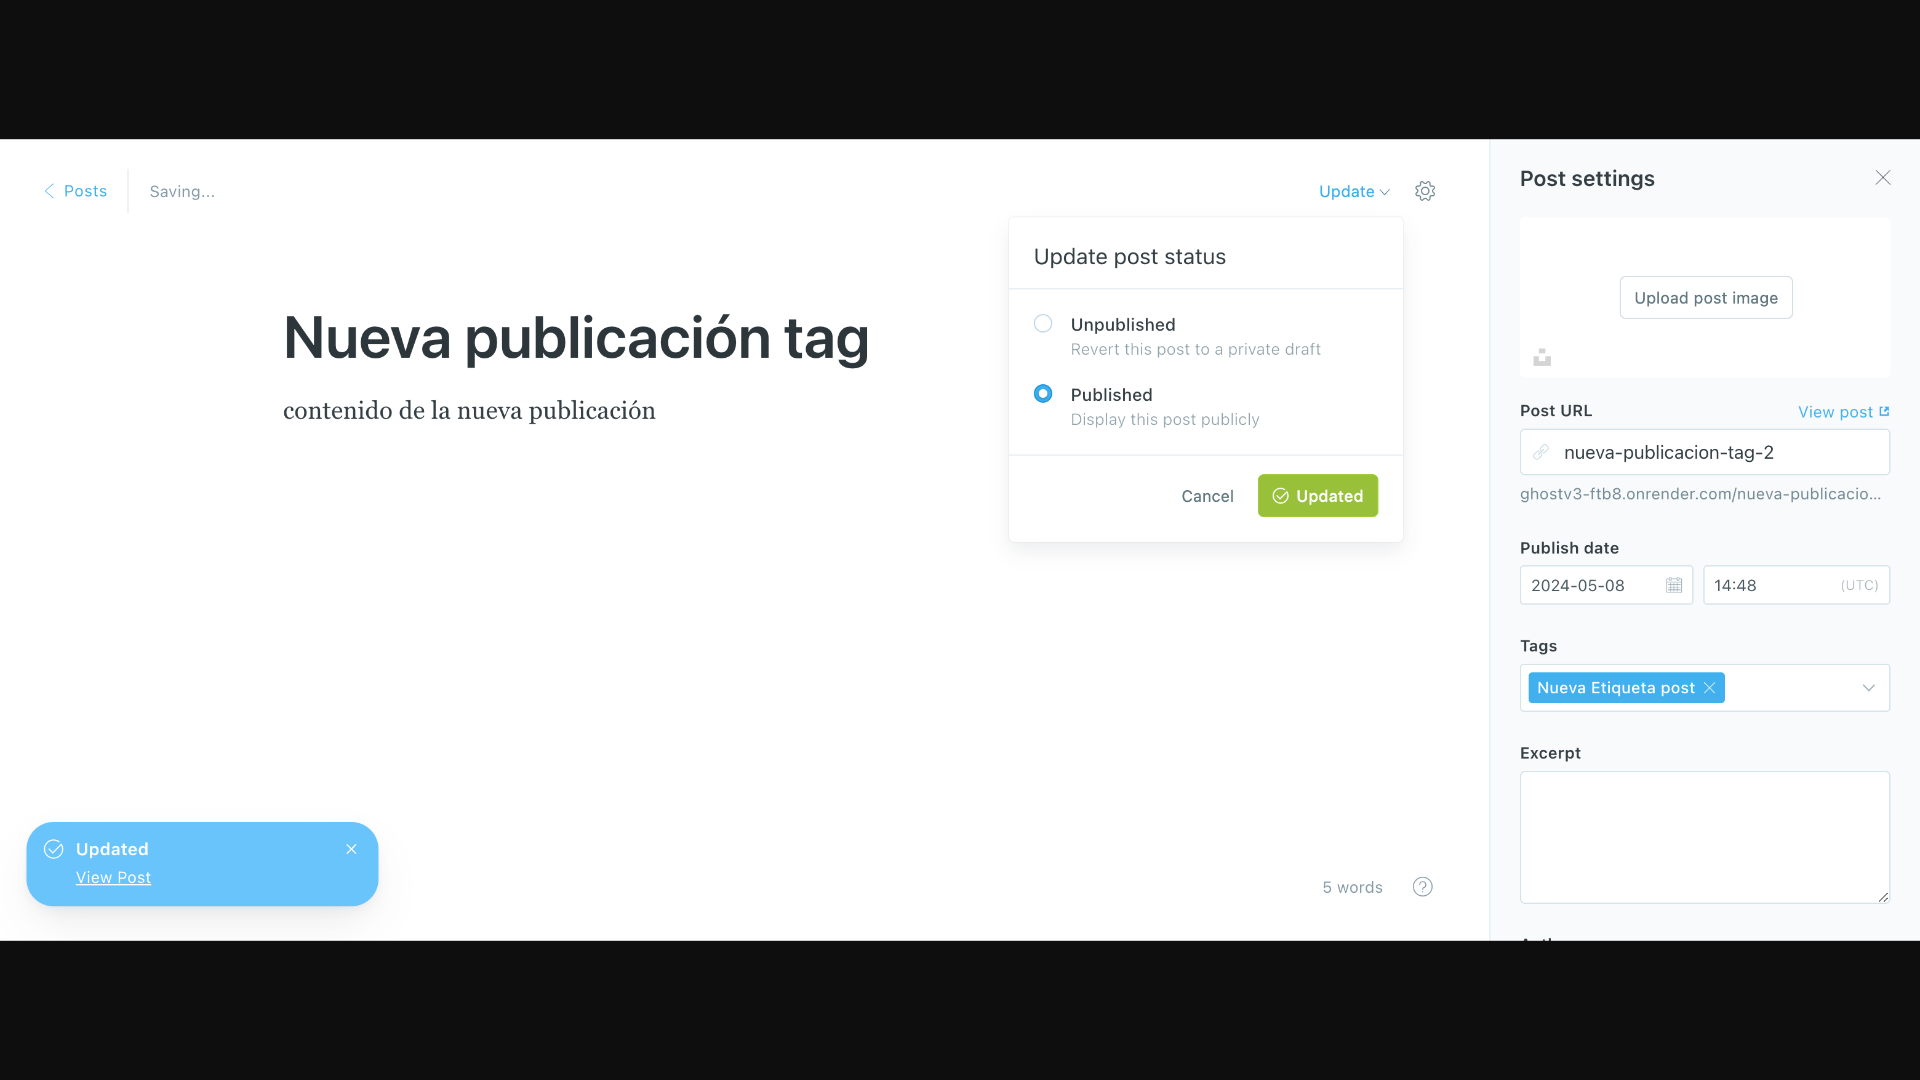 Posts
Saving...
Update
Update post status
Unpublished
Revert this post to a private draft
Published
Display this post publicly
Cancel
Updated
Nueva publicación tag
contenido de la nueva publicación
Updated
View Post
5 words
Post settings
Upload post image
Post URL
View post
nueva-publicacion-tag-2
ghostv3-ftb8.onrender.com/nueva-publicacio...
Publish date
2024-05-08
14:48 (UTC)
Tags
Nueva Etiqueta post
Excerpt